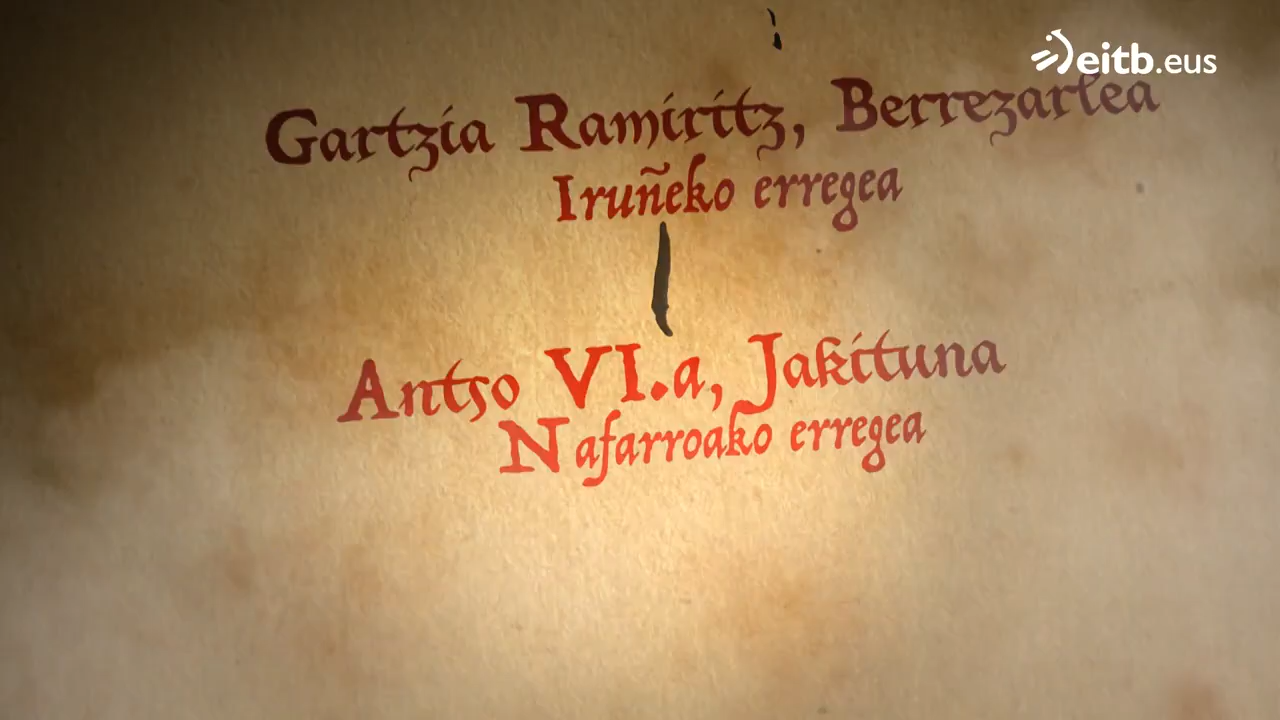 eitb.eus
Gartzia Ramiritz, Berrezarlea
Iruñeko erregea
Antso VI.a, Jakituna
Nafarroako erregea